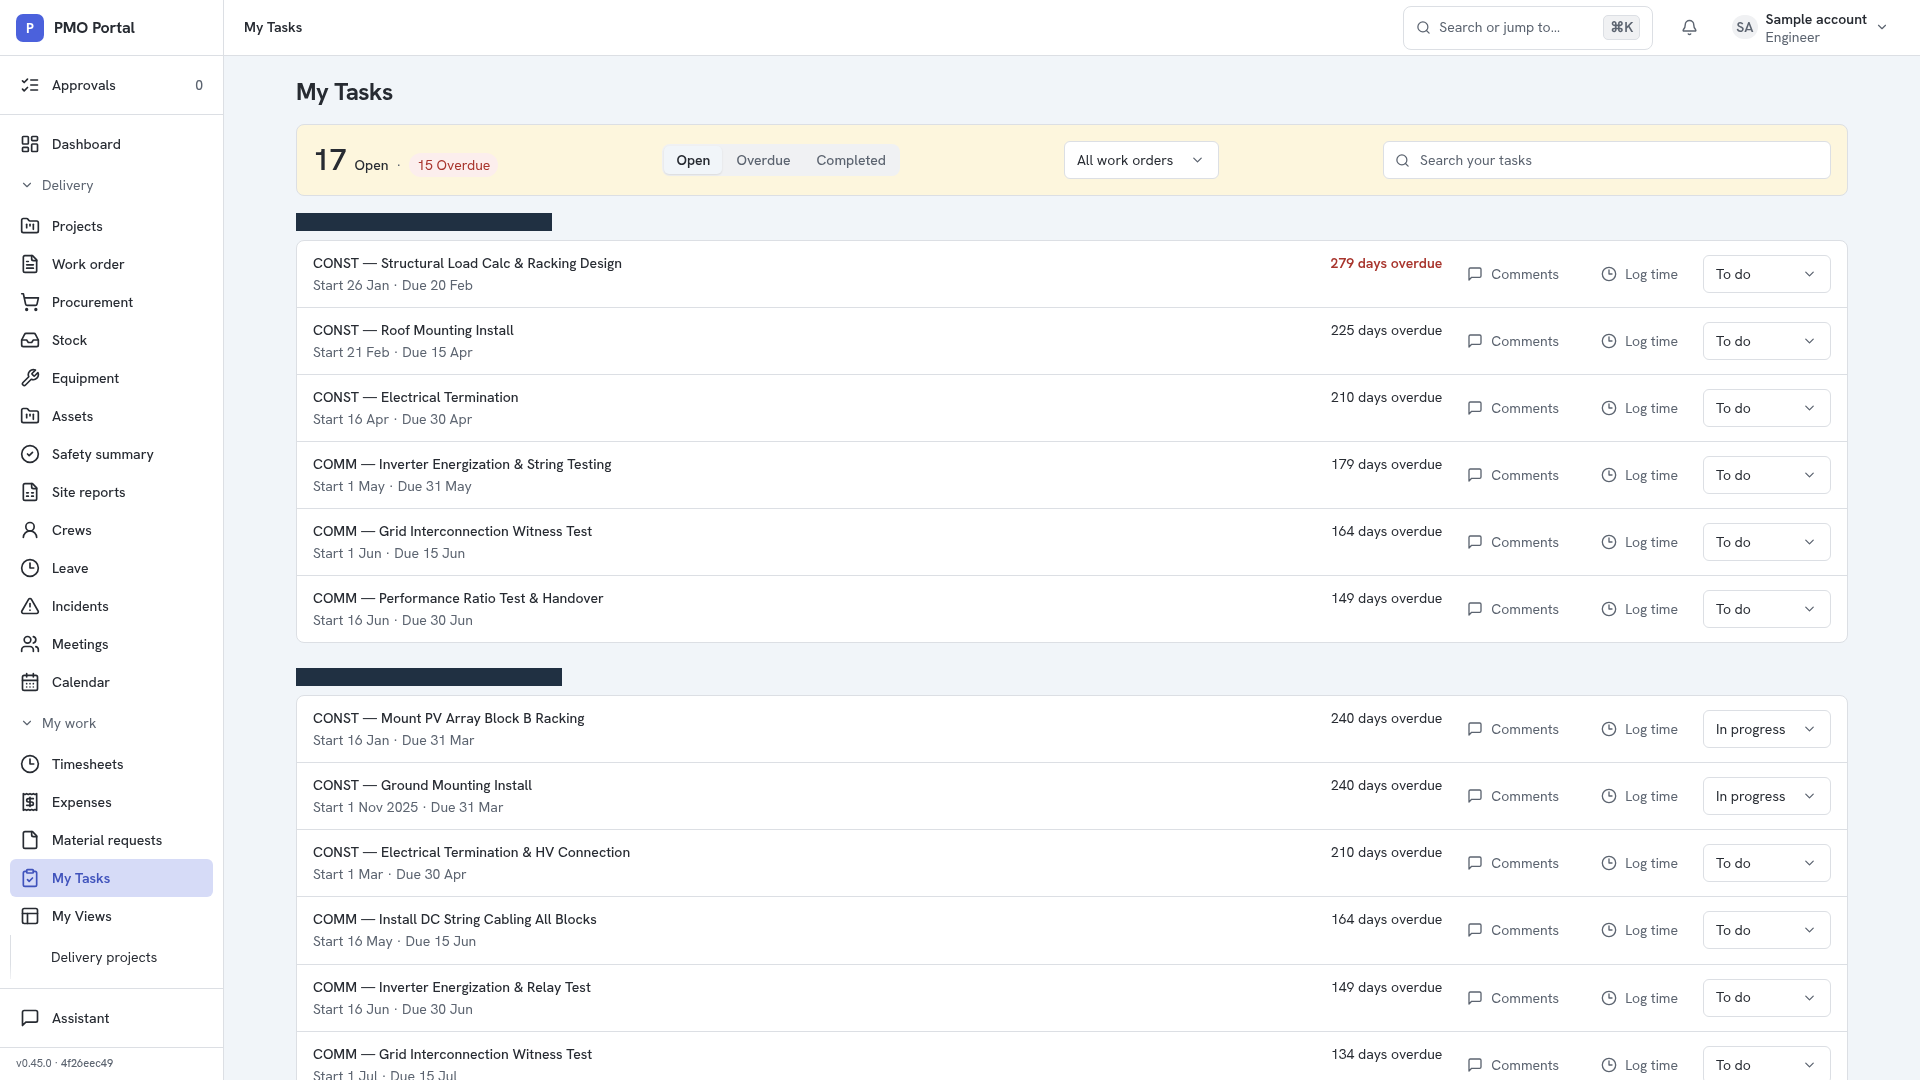 P PMO Portal
My Tasks
Search or jump to... ⌘K
SA Sample account
Engineer
Approvals 0
Dashboard
Delivery
Projects
Work order
Procurement
Stock
Equipment
Assets
Safety summary
Site reports
Crews
Leave
Incidents
Meetings
Calendar
My work
Timesheets
Expenses
Material requests
My Tasks
My Views
Delivery projects
Assistant
v0.45.0 · 4f26eec49
My Tasks
17 Open · 15 Overdue
Open Overdue Completed
All work orders
Search your tasks
CONST — Structural Load Calc & Racking Design
Start 26 Jan · Due 20 Feb
279 days overdue Comments Log time To do
CONST — Roof Mounting Install
Start 21 Feb · Due 15 Apr
225 days overdue Comments Log time To do
CONST — Electrical Termination
Start 16 Apr · Due 30 Apr
210 days overdue Comments Log time To do
COMM — Inverter Energization & String Testing
Start 1 May · Due 31 May
179 days overdue Comments Log time To do
COMM — Grid Interconnection Witness Test
Start 1 Jun · Due 15 Jun
164 days overdue Comments Log time To do
COMM — Performance Ratio Test & Handover
Start 16 Jun · Due 30 Jun
149 days overdue Comments Log time To do
CONST — Mount PV Array Block B Racking
Start 16 Jan · Due 31 Mar
240 days overdue Comments Log time In progress
CONST — Ground Mounting Install
Start 1 Nov 2025 · Due 31 Mar
240 days overdue Comments Log time In progress
CONST — Electrical Termination & HV Connection
Start 1 Mar · Due 30 Apr
210 days overdue Comments Log time To do
COMM — Install DC String Cabling All Blocks
Start 16 May · Due 15 Jun
164 days overdue Comments Log time To do
COMM — Inverter Energization & Relay Test
Start 16 Jun · Due 30 Jun
149 days overdue Comments Log time To do
COMM — Grid Interconnection Witness Test
Start 1 Jul · Due 15 Jul
134 days overdue Comments Log time To do